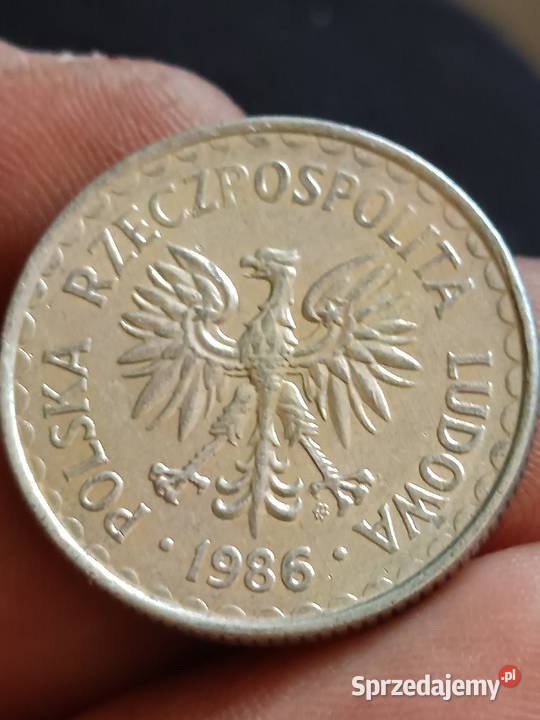 POLSKA RZECZPOSPOLITA LUDOWA
· 1986 ·
Sprzedajemy.pl